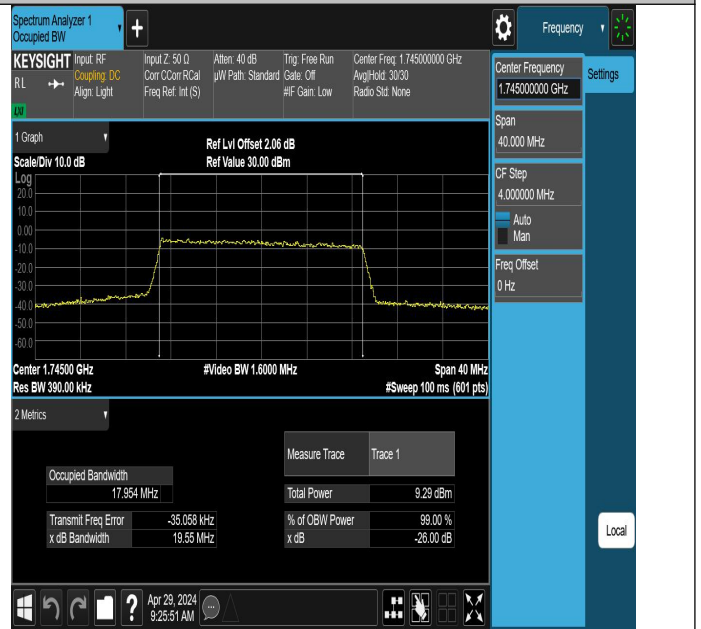 Spectrum Analyzer 1
Occupied BW
Frequency
KEYSIGHT
RL
LXI
Input: RF
Coupling: DC
Align: Light
Input Z: 50 Ω
Corr CCorr RCal
Freq Ref: Int (S)
Atten: 40 dB
µW Path: Standard
Trig: Free Run
Gate: Off
#IF Gain: Low
Center Freq: 1.745000000 GHz
Avg|Hold: 30/30
Radio Std: None
Center Frequency
1.745000000 GHz
Settings
Span
40.000 MHz
CF Step
4.000000 MHz
Auto
Man
Freq Offset
0 Hz
Local
1 Graph
Scale/Div 10.0 dB
Ref Lvl Offset 2.06 dB
Ref Value 30.00 dBm
Log
20.0
10.0
0.00
-10.0
-20.0
-30.0
-40.0
-50.0
-60.0
Center 1.74500 GHz
#Video BW 1.6000 MHz
Span 40 MHz
Res BW 390.00 kHz
#Sweep 100 ms (601 pts)
2 Metrics
Measure Trace
Trace 1
Occupied Bandwidth
17.954 MHz
Total Power
9.29 dBm
Transmit Freq Error
-35.058 kHz
% of OBW Power
99.00 %
x dB Bandwidth
19.55 MHz
x dB
-26.00 dB
?
Apr 29, 2024
9:25:51 AM